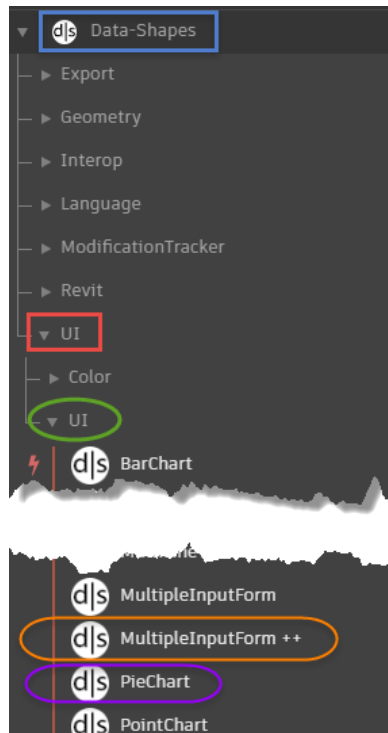 d|s Data-Shapes
Export
Geometry
Interop
Language
ModificationTracker
Revit
UI
Color
UI
d|s BarChart
d|s MultipleInputForm
d|s MultipleInputForm ++
d|s PieChart
d|s PointChart